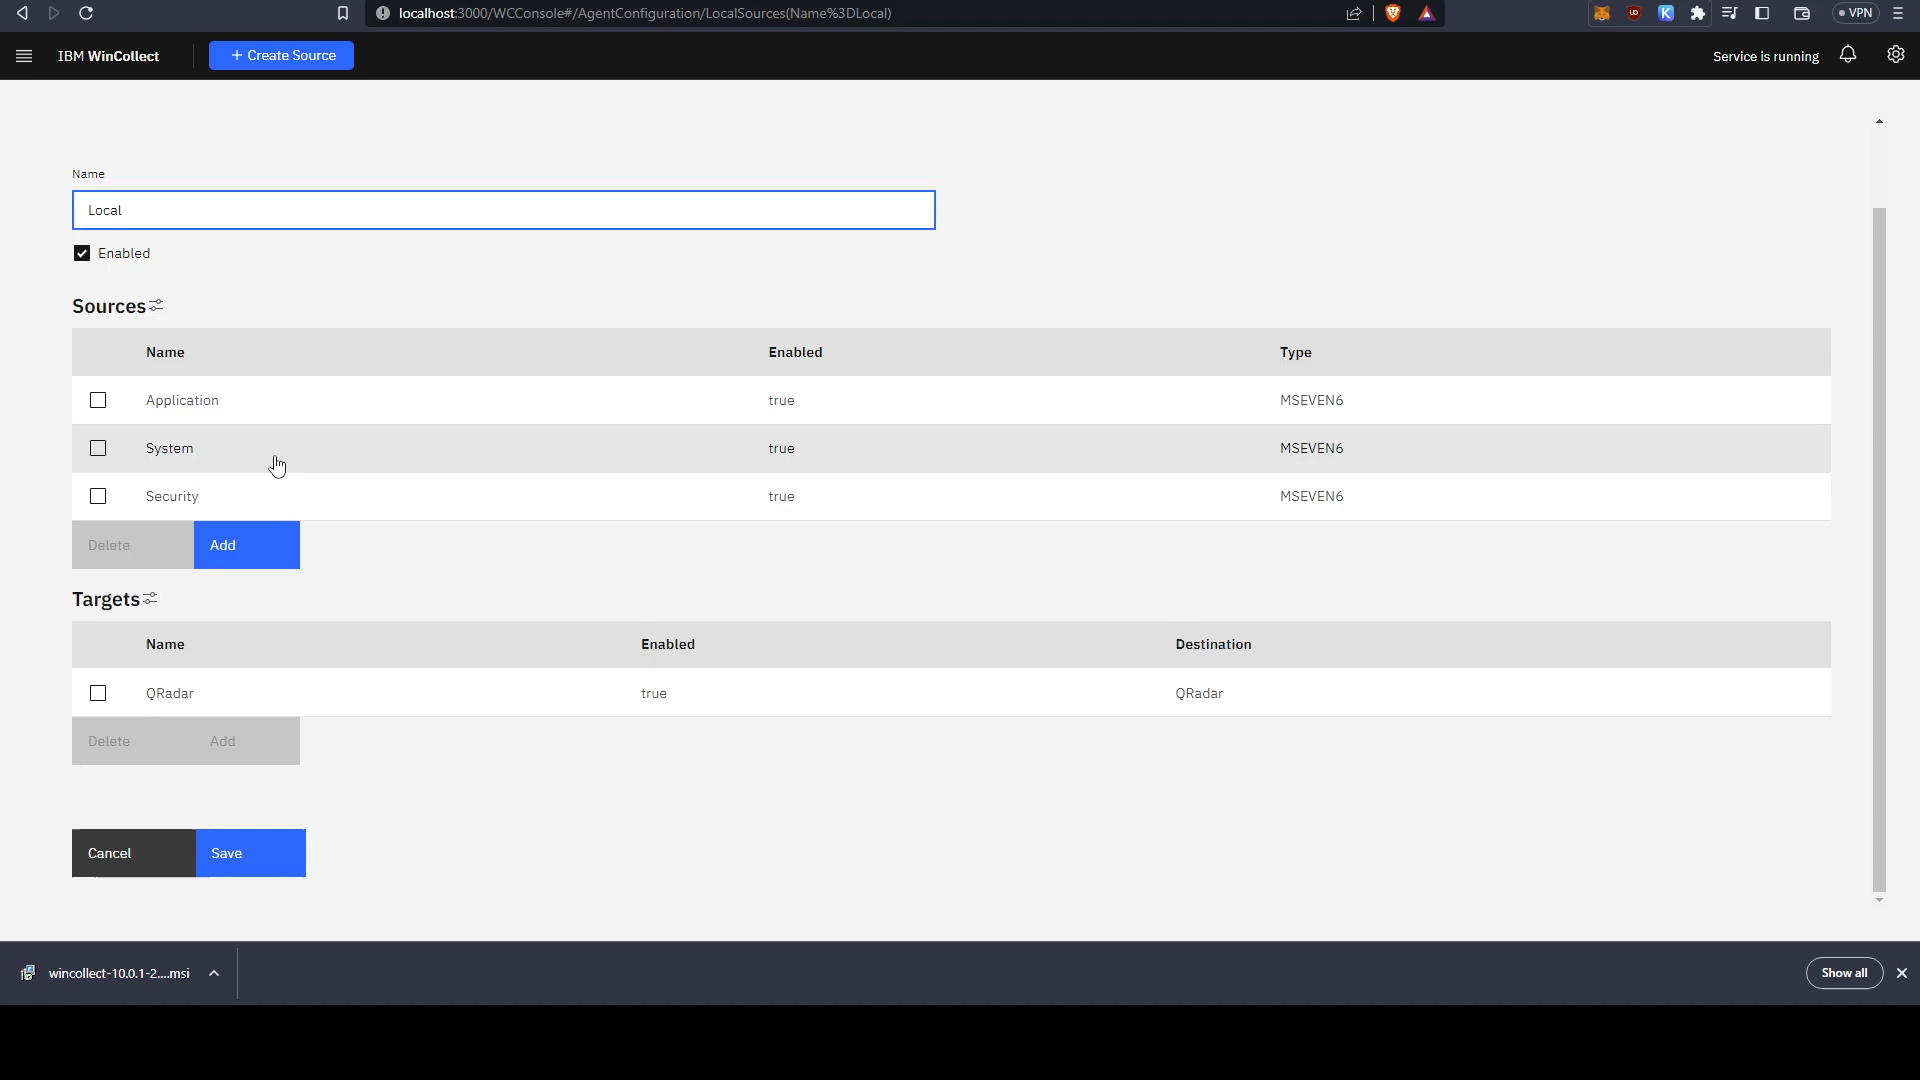 localhost:3000/WCConsole#/AgentConfiguration/LocalSources(Name%3DLocal)
VPN
IBM WinCollect
+ Create Source
Service is running
Name
Local
Enabled
Sources
Name Enabled Type
Application true MSEVEN6
System true MSEVEN6
Security true MSEVEN6
Delete Add
Targets
Name Enabled Destination
QRadar true QRadar
Delete Add
Cancel Save
wincollect-10.0.1-2....msi
Show all